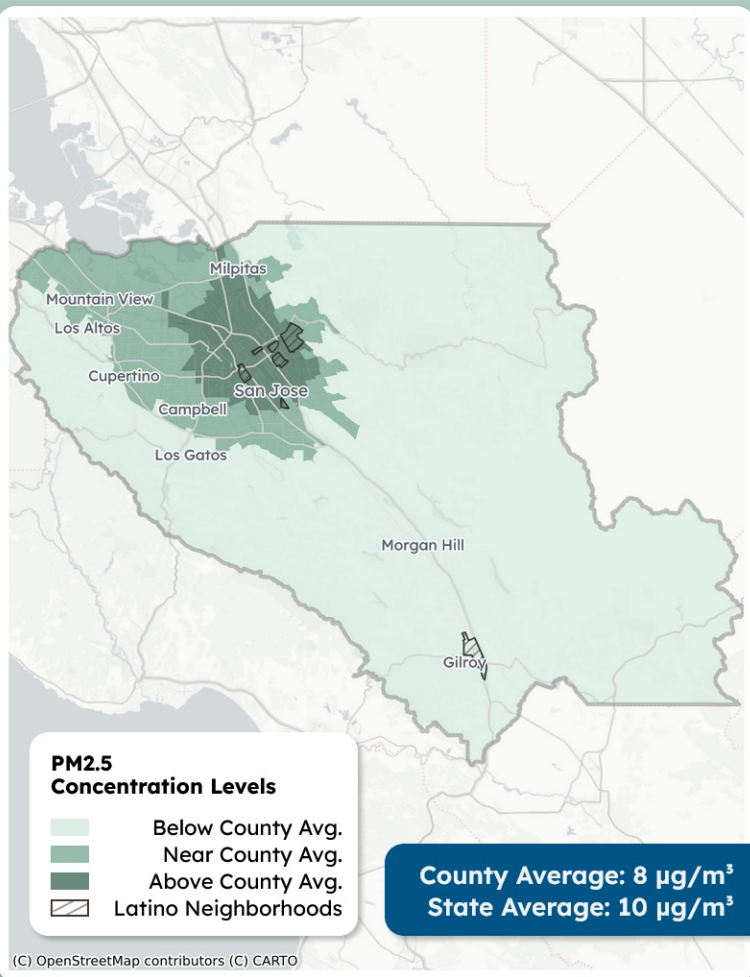 Milpitas
Mountain View
Los Altos
Cupertino
San Jose
Campbell
Los Gatos
Morgan Hill
Gilroy
PM2.5
Concentration Levels
Below County Avg.
Near County Avg.
Above County Avg.
Latino Neighborhoods
County Average: 8 µg/m³
State Average: 10 µg/m³
(C) OpenStreetMap contributors (C) CARTO